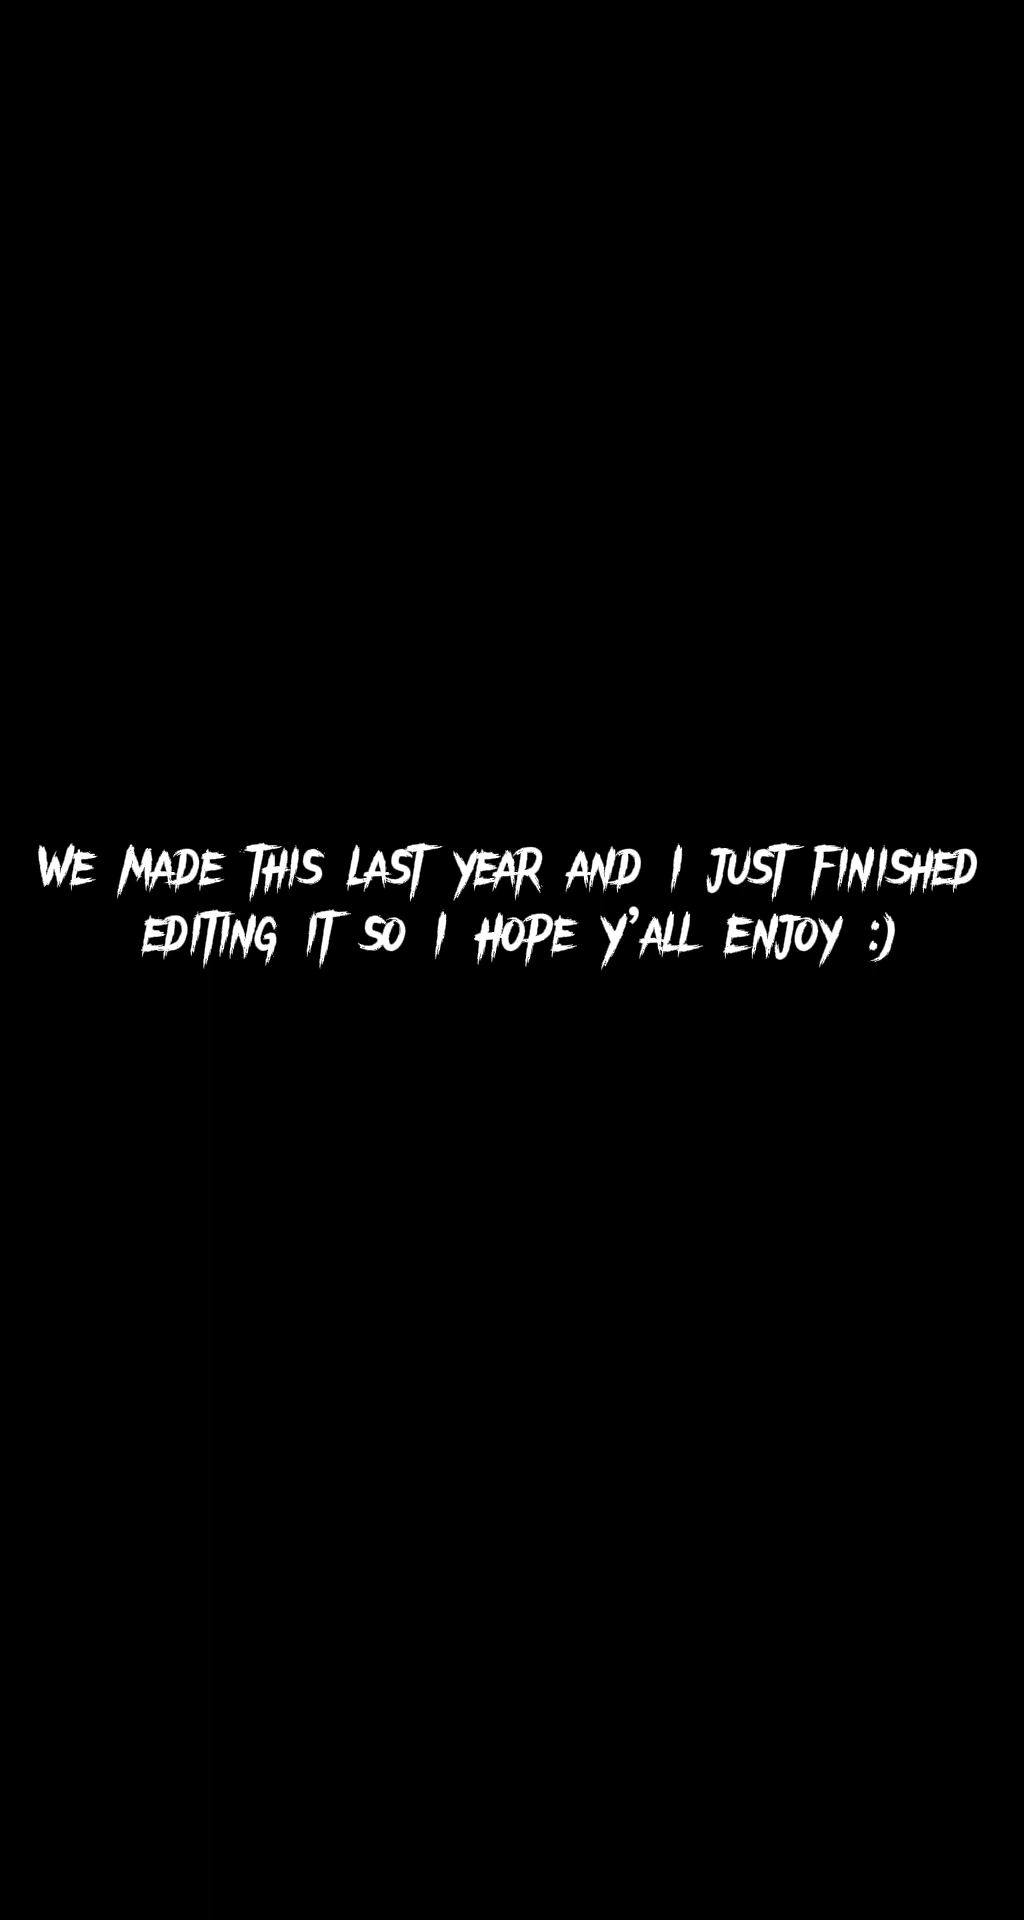 WE MADE THIS LAST YEAR AND I JUST FINISHED
EDITING IT SO I HOPE Y'ALL ENJOY :)